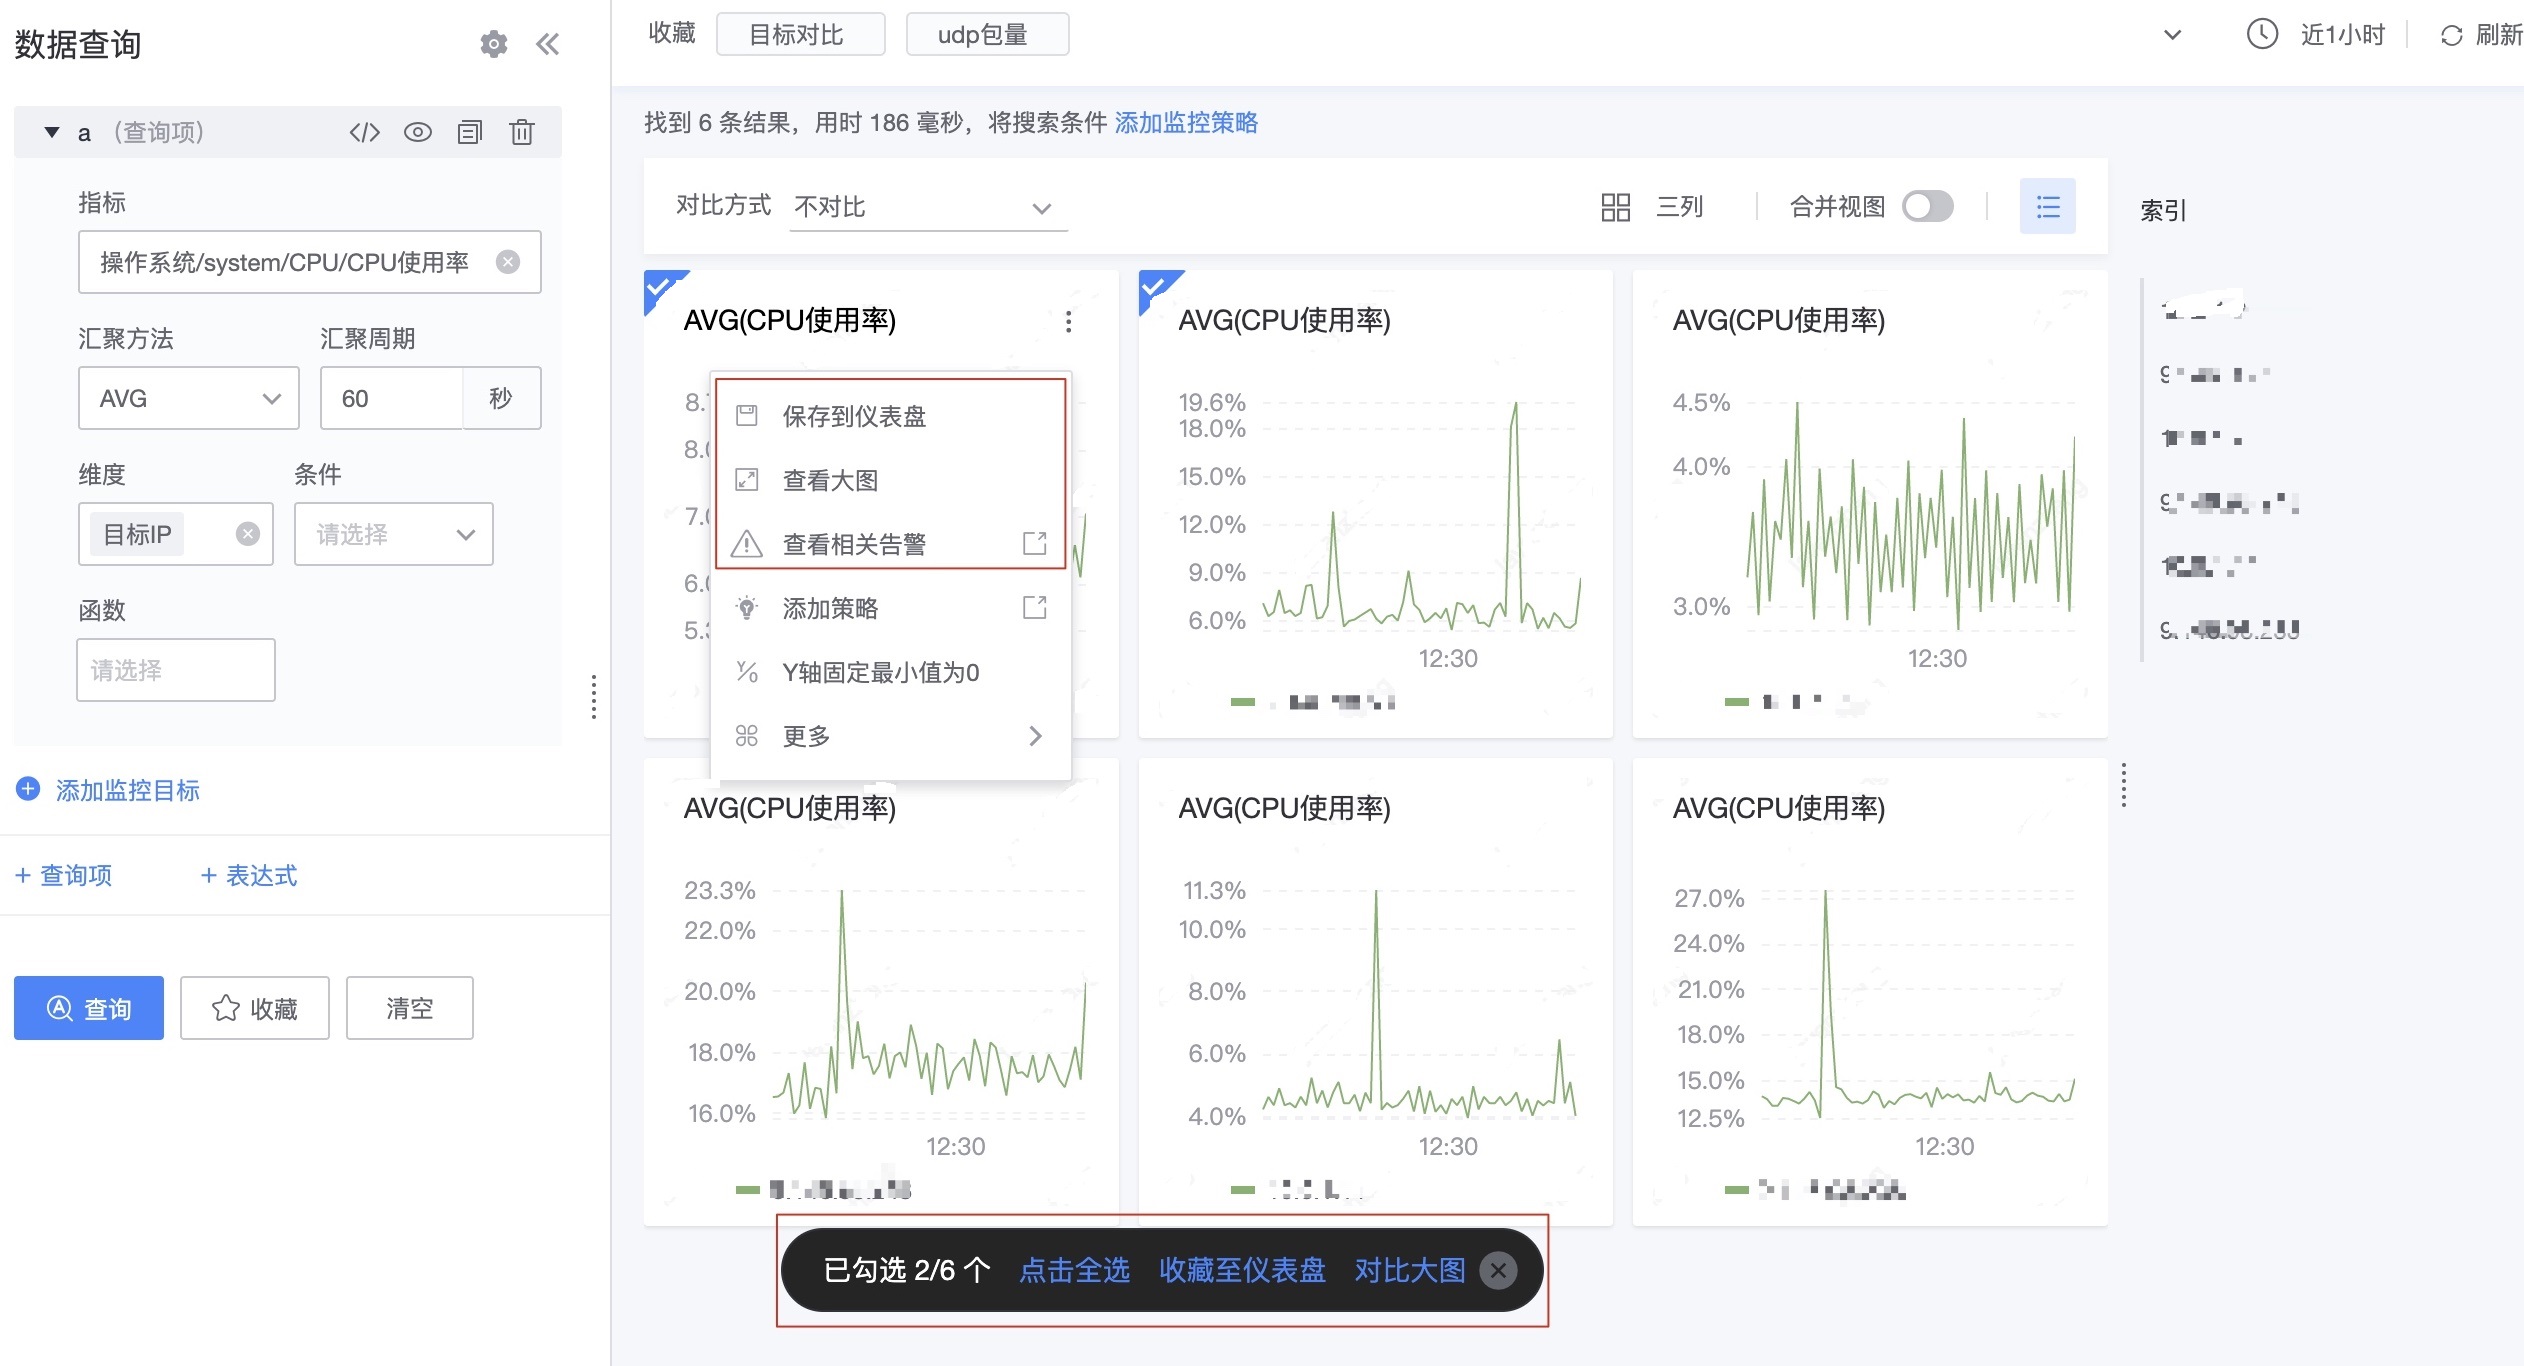 数据查询
a （查询项）
指标
操作系统/system/CPU/CPU使用率
汇聚方法 汇聚周期
AVG 60 秒
维度 条件
目标IP 请选择
函数
请选择
添加监控目标
+ 查询项 + 表达式
查询 收藏 清空
收藏 目标对比 udp包量 近1小时 刷新
找到 6 条结果，用时 186 毫秒，将搜索条件 添加监控策略
对比方式 不对比 三列 合并视图
索引
AVG(CPU使用率)
8.0
7.0
6.0
保存到仪表盘
查看大图
查看相关告警
添加策略
Y轴固定最小值为0
更多
AVG(CPU使用率)
19.6%
18.0%
15.0%
12.0%
9.0%
6.0%
12:30
AVG(CPU使用率)
4.5%
4.0%
3.0%
12:30
AVG(CPU使用率)
23.3%
22.0%
20.0%
18.0%
16.0%
12:30
AVG(CPU使用率)
11.3%
10.0%
8.0%
6.0%
4.0%
12:30
AVG(CPU使用率)
27.0%
24.0%
21.0%
18.0%
15.0%
12.5%
12:30
已勾选 2/6 个 点击全选 收藏至仪表盘 对比大图